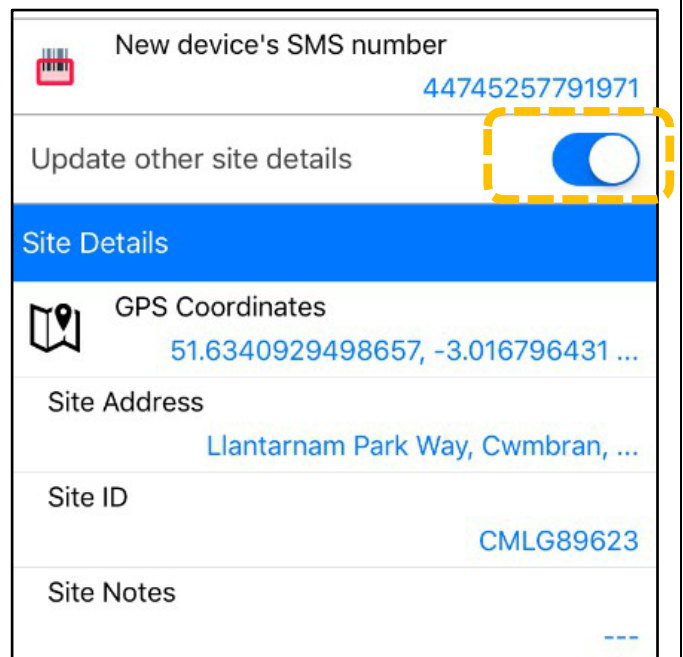 New device's SMS number
44745257791971
Update other site details
Site Details
GPS Coordinates
51.6340929498657, -3.016796431 ...
Site Address
Llantarnam Park Way, Cwmbran, ...
Site ID
CMLG89623
Site Notes
---